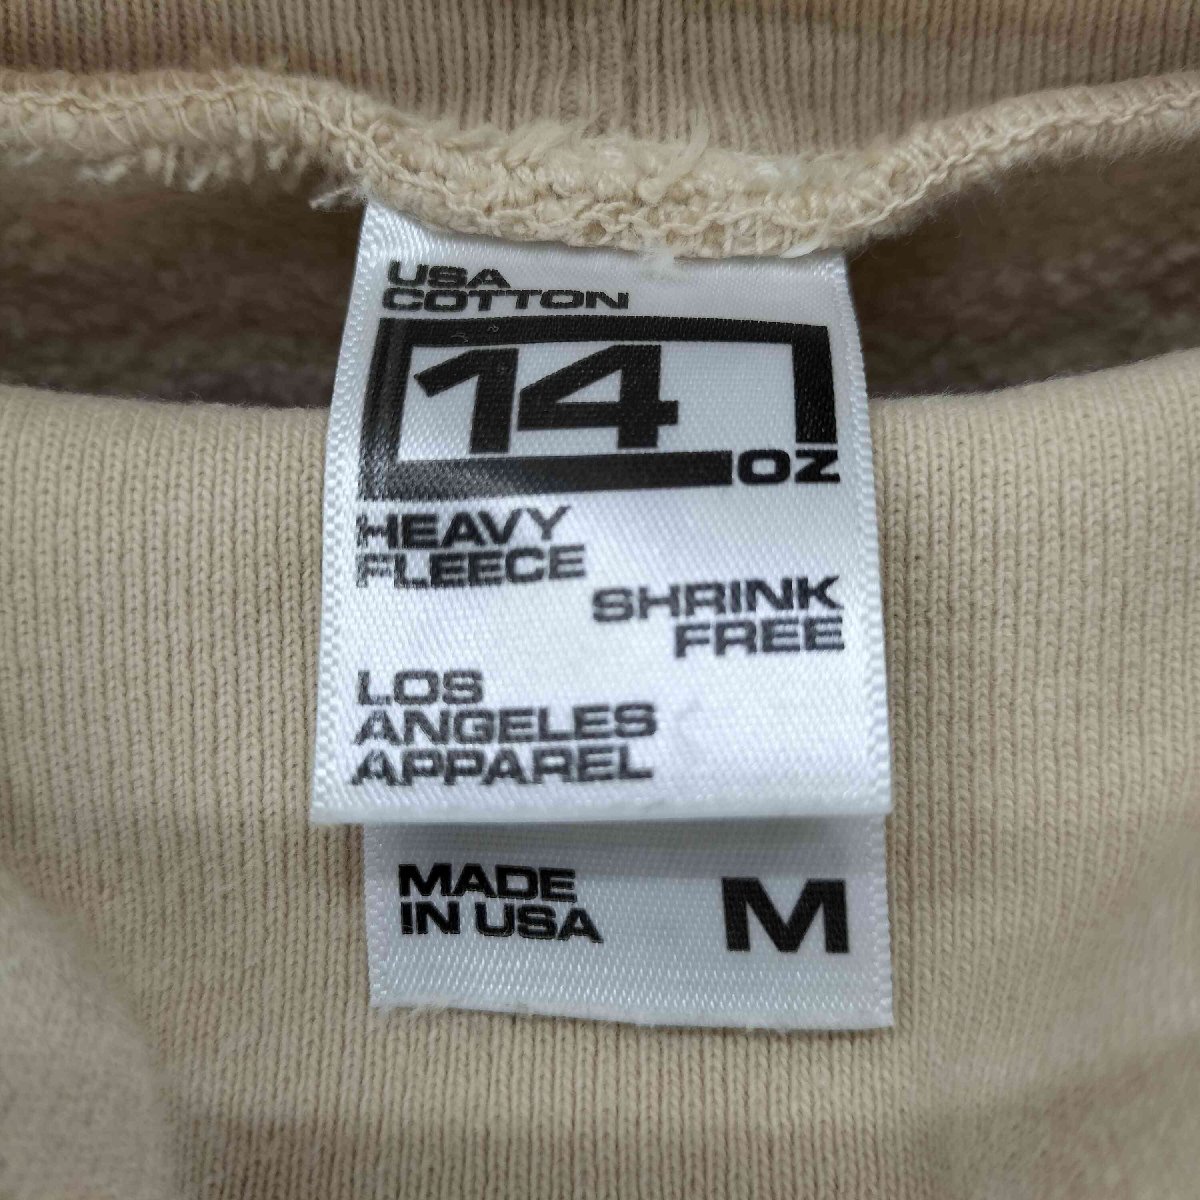 USA
COTTON
14
OZ
HEAVY
FLEECE
SHRINK
FREE
LOS
ANGELES
APPAREL
MADE
IN USA
M